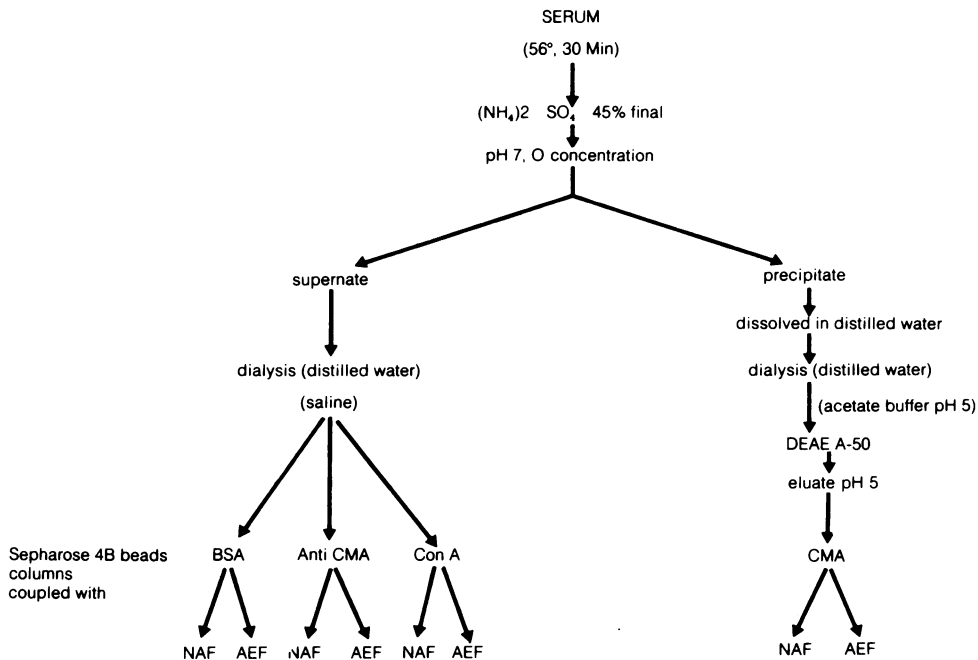 SERUM
(56°, 30 Min)
(NH₄)2 SO₄ 45% final
pH 7, O concentration
supernate
precipitate
dissolved in distilled water
dialysis (distilled water)
dialysis (distilled water)
(saline)
(acetate buffer pH 5)
DEAE A-50
eluate pH 5
Sepharose 4B beads
columns
coupled with
BSA Anti CMA Con A CMA
NAF AEF NAF AEF NAF AEF NAF AEF